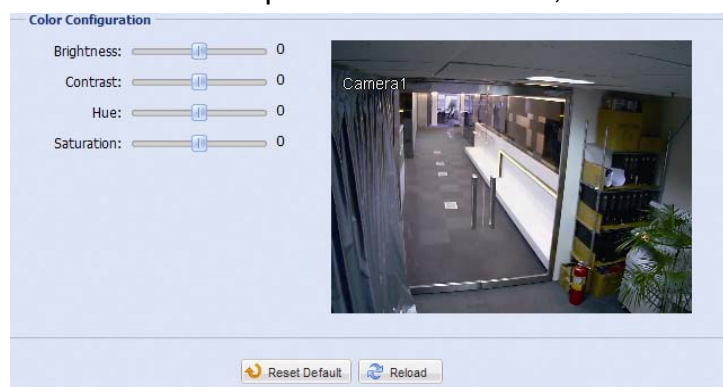 Color Configuration
Brightness: 0
Contrast: 0
Hue: 0
Saturation: 0
Camera1
Reset Default
Reload